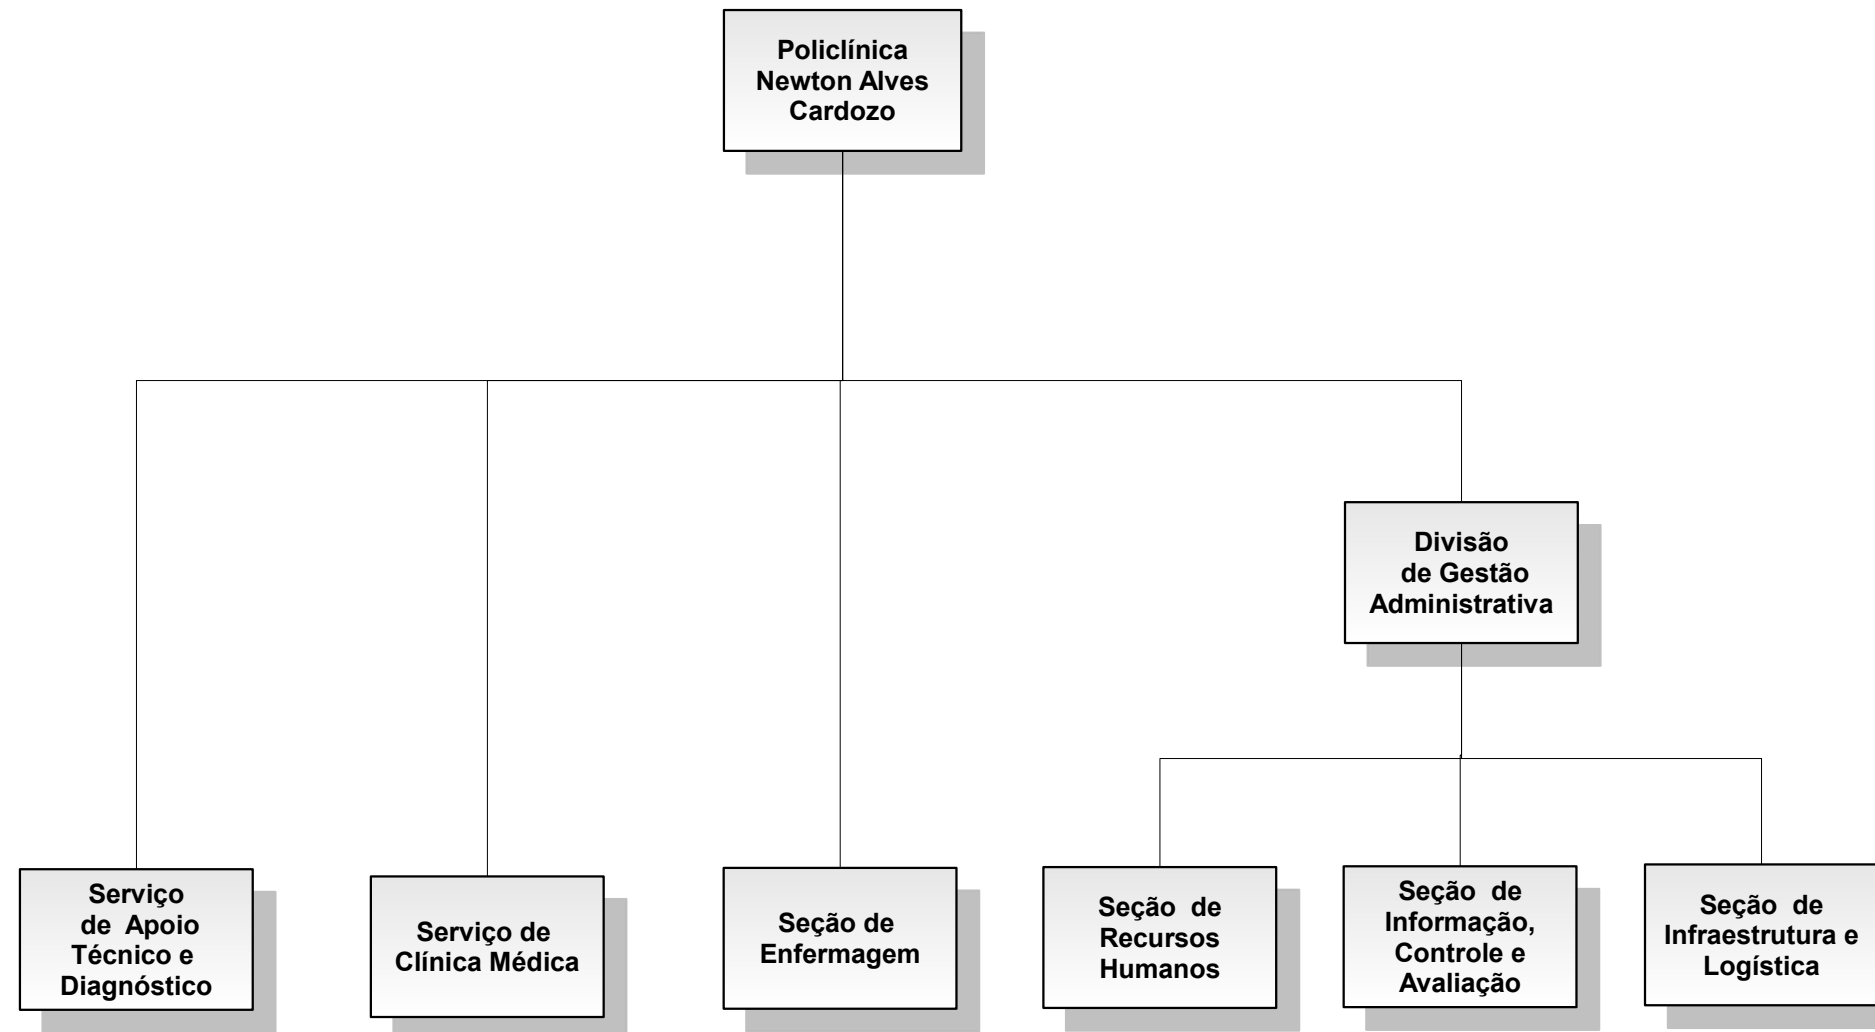 Policlínica
Newton Alves
Cardozo
Divisão
de Gestão
Administrativa
Serviço
de Apoio
Técnico e
Diagnóstico
Serviço de
Clínica Médica
Seção de
Enfermagem
Seção de
Recursos
Humanos
Seção de
Informação,
Controle e
Avaliação
Seção de
Infraestrutura e
Logística